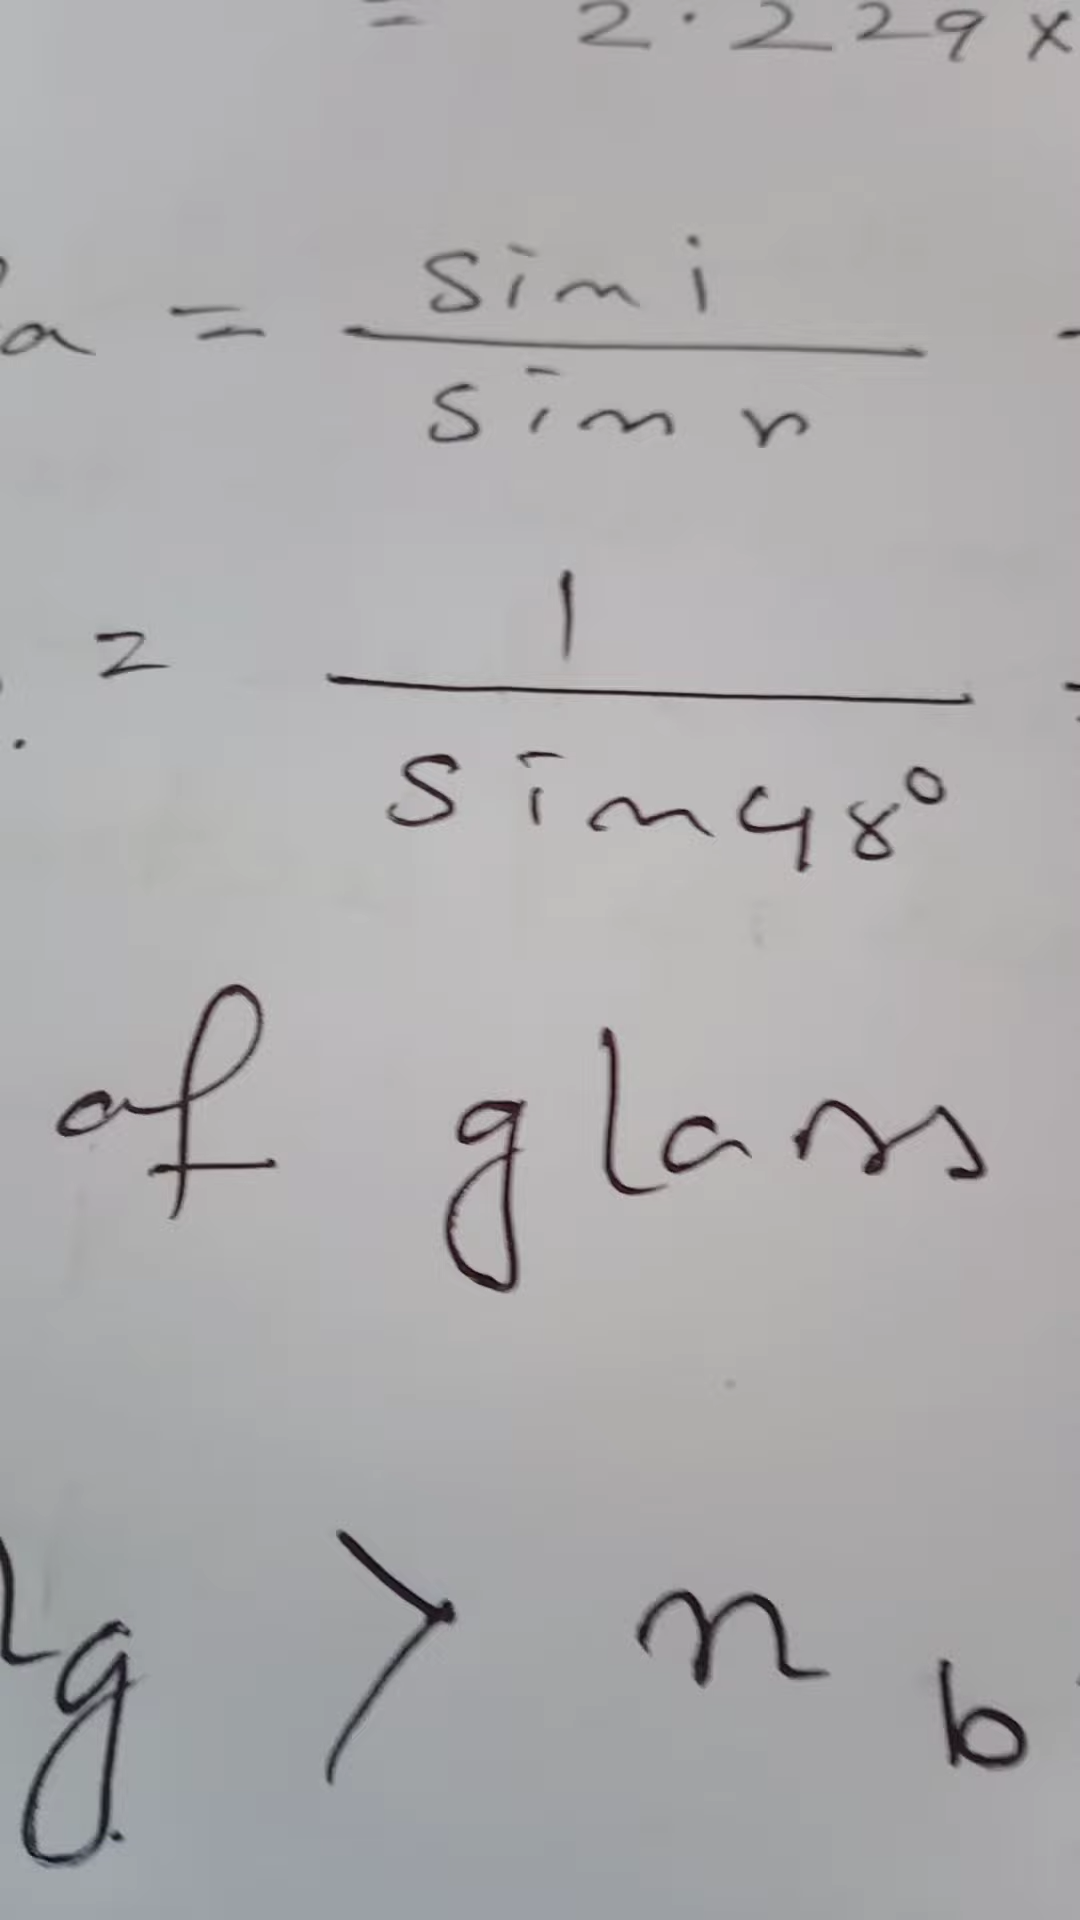 = 2.229 ×
a = sin i
sin r
= 1
sin 48°
of glass
g > n b